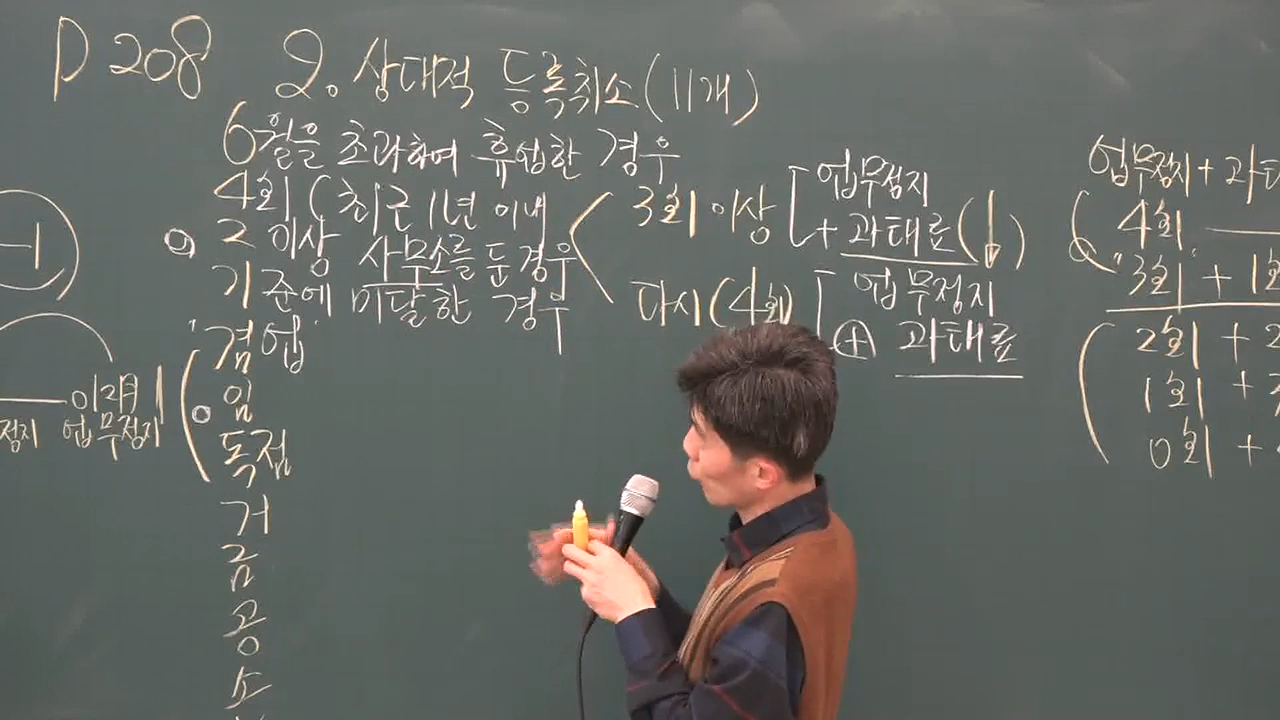 P 208
2. 상대적 등록취소 (11개)
6월을 초과하여 휴업한 경우
4회 (최근 1년 이내
2 이상 사무소를 둔 경우
기준에 미달한 경우
'겸업'
임
독점
거
금
공
소
3회 이상
업무정지
+ 과태료 (↓)
다시 (4회)
업무정지
⊕ 과태료
업무정지 + 과태
4회
"3회" + 1회
2회 + 2
1회 +
0회 +
-1
이개월
정지
업무정지